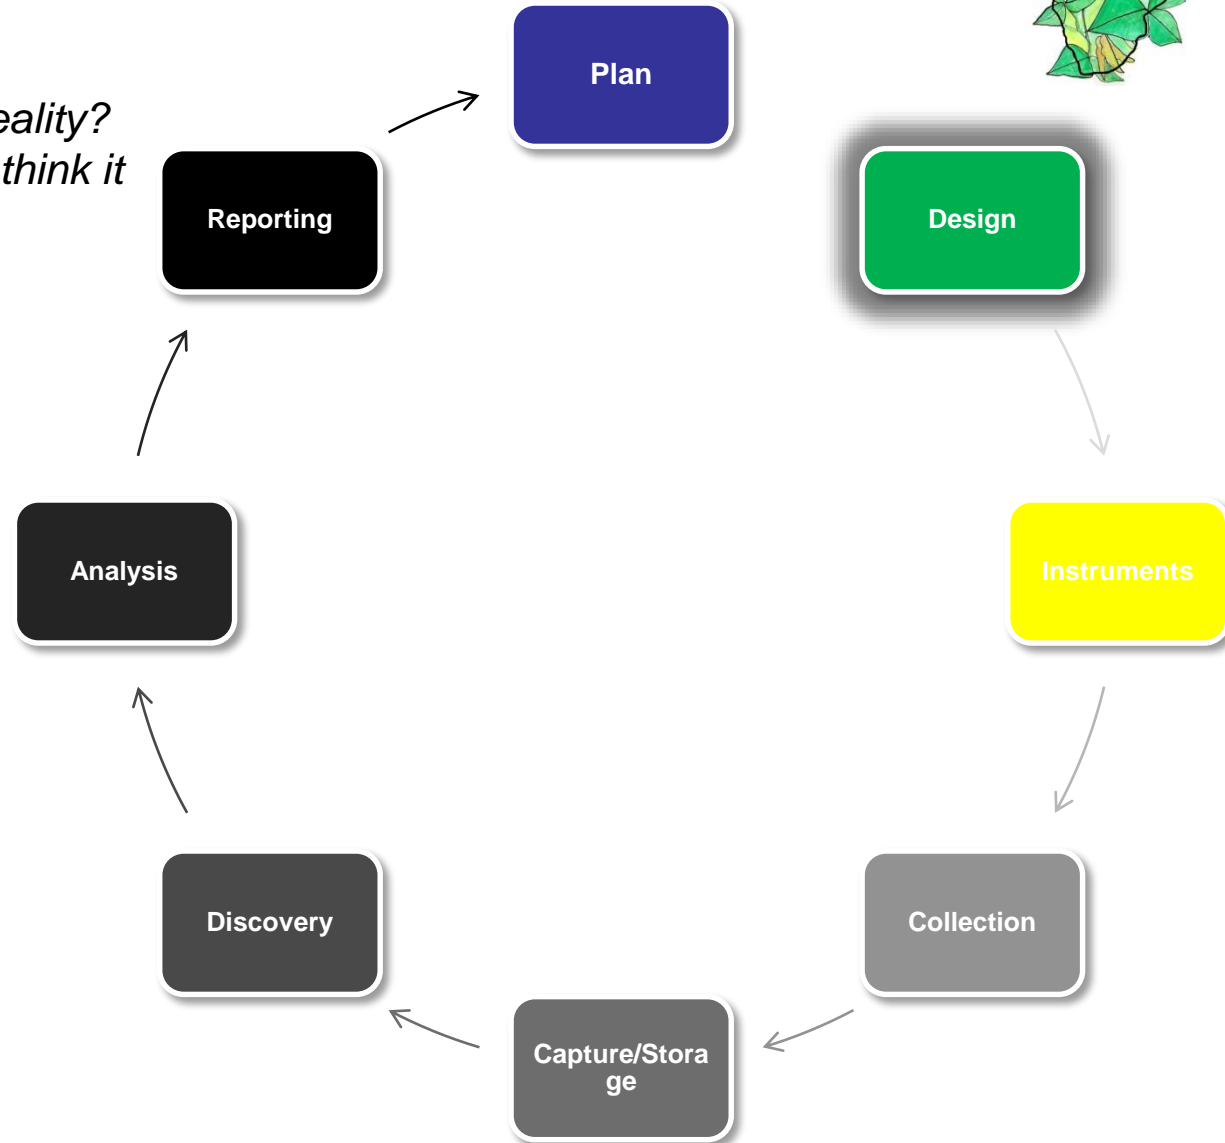 Plan
eality?
think it
Reporting
Design
Analysis
Instruments
Discovery
Collection
Capture/Stora
ge